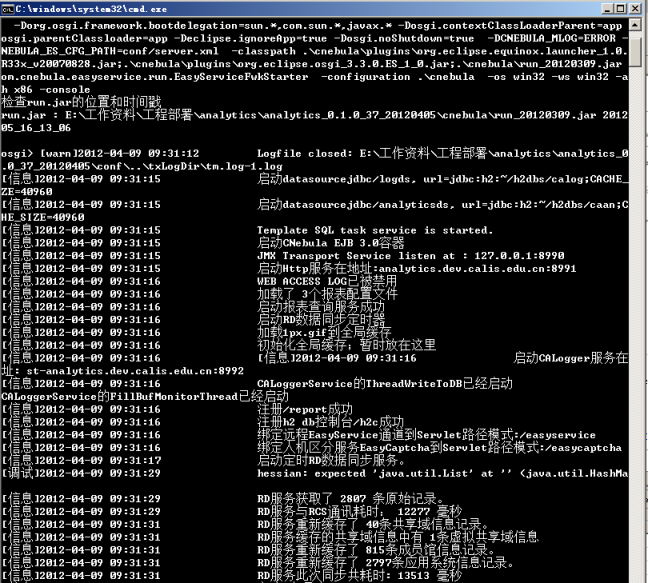 C:\windows\system32\cmd.exe
-Dorg.osgi.framework.bootdelegation=sun.*,com.sun.*,javax.* -Dosgi.contextClassLoaderParent=app
osgi.parentClassloader=app -Declipse.ignoreApp=true -Dosgi.noShutdown=true  -DCNEBULA_MLOG=ERROR -
NEBULA_ES_CFG_PATH=conf/server.xml  -classpath .\cnebula\plugins\org.eclipse.equinox.launcher_1.0.
R33x_v20070828.jar;.\cnebula\plugins\org.eclipse.osgi_3.3.0.ES_1_0.jar;.\cnebula\run_20120309.jar
om.cnebula.easyservice.run.EasyServiceFwkStarter  -configuration .\cnebula  -os win32 -ws win32 -a
h x86 -console
检查run.jar的位置和时间戳
run.jar : E:\工作资料\工程部署\analytics\analytics_0.1.0_37_20120405\cnebula\run_20120309.jar 2012
05_16_13_06
osgi> [warn]2012-04-09 09:31:12 Logfile closed: E:\工作资料\工程部署\analytics\analytics_0
.0_37_20120405\conf\..\txLogDir\tm.log-1.log
[信息]2012-04-09 09:31:15 启动datasourcejdbc/logds, url=jdbc:h2:~/h2dbs/calog;CACHE_
ZE=40960
[信息]2012-04-09 09:31:15 启动datasourcejdbc/analyticsds, url=jdbc:h2:~/h2dbs/caan;C
HE_SIZE=40960
[信息]2012-04-09 09:31:15 Template SQL task service is started.
[信息]2012-04-09 09:31:15 启动CNebula EJB 3.0容器
[信息]2012-04-09 09:31:15 JMX Transport Service listen at : 127.0.0.1:8990
[信息]2012-04-09 09:31:16 启动Http服务在地址:analytics.dev.calis.edu.cn:8991
[信息]2012-04-09 09:31:16 WEB ACCESS LOG已被禁用
[信息]2012-04-09 09:31:16 加载了 3个报表配置文件
[信息]2012-04-09 09:31:16 启动报表查询服务成功
[信息]2012-04-09 09:31:16 启动RD数据同步定时器
[信息]2012-04-09 09:31:16 加载1px.gif到全局缓存
[信息]2012-04-09 09:31:16 初始化全局缓存；暂时放在这里
[信息]2012-04-09 09:31:16 [信息]2012-04-09 09:31:16 启动CALogger服务在
址: st-analytics.dev.calis.edu.cn:8992
[信息]2012-04-09 09:31:16 CALoggerService的ThreadWriteToDB已经启动
CALoggerService的FillBufMonitorThread已经启动
[信息]2012-04-09 09:31:16 注册/report成功
[信息]2012-04-09 09:31:16 注册h2 db控制台/h2c成功
[信息]2012-04-09 09:31:16 绑定远程EasyService通道到Servlet路径模式:/easyservice
[信息]2012-04-09 09:31:16 绑定人机区分服务EasyCaptcha到Servlet路径模式:/easycaptcha
[信息]2012-04-09 09:31:17 启动定时RD数据同步服务。
[调试]2012-04-09 09:31:29 hessian: expected 'java.util.List' at '' (java.util.HashMa
[信息]2012-04-09 09:31:29 RD服务获取了 2807 条原始记录。
[信息]2012-04-09 09:31:29 RD服务与RCS通讯耗时： 12277 毫秒
[信息]2012-04-09 09:31:31 RD服务重新缓存了 40条共享域信息记录。
[信息]2012-04-09 09:31:31 RD服务缓存的共享域信息中有 1条虚拟共享域信息
[信息]2012-04-09 09:31:31 RD服务重新缓存了 815条成员馆信息记录。
[信息]2012-04-09 09:31:31 RD服务重新缓存了 2797条应用系统信息记录。
[信息]2012-04-09 09:31:31 RD服务此次同步共耗时: 13513 毫秒